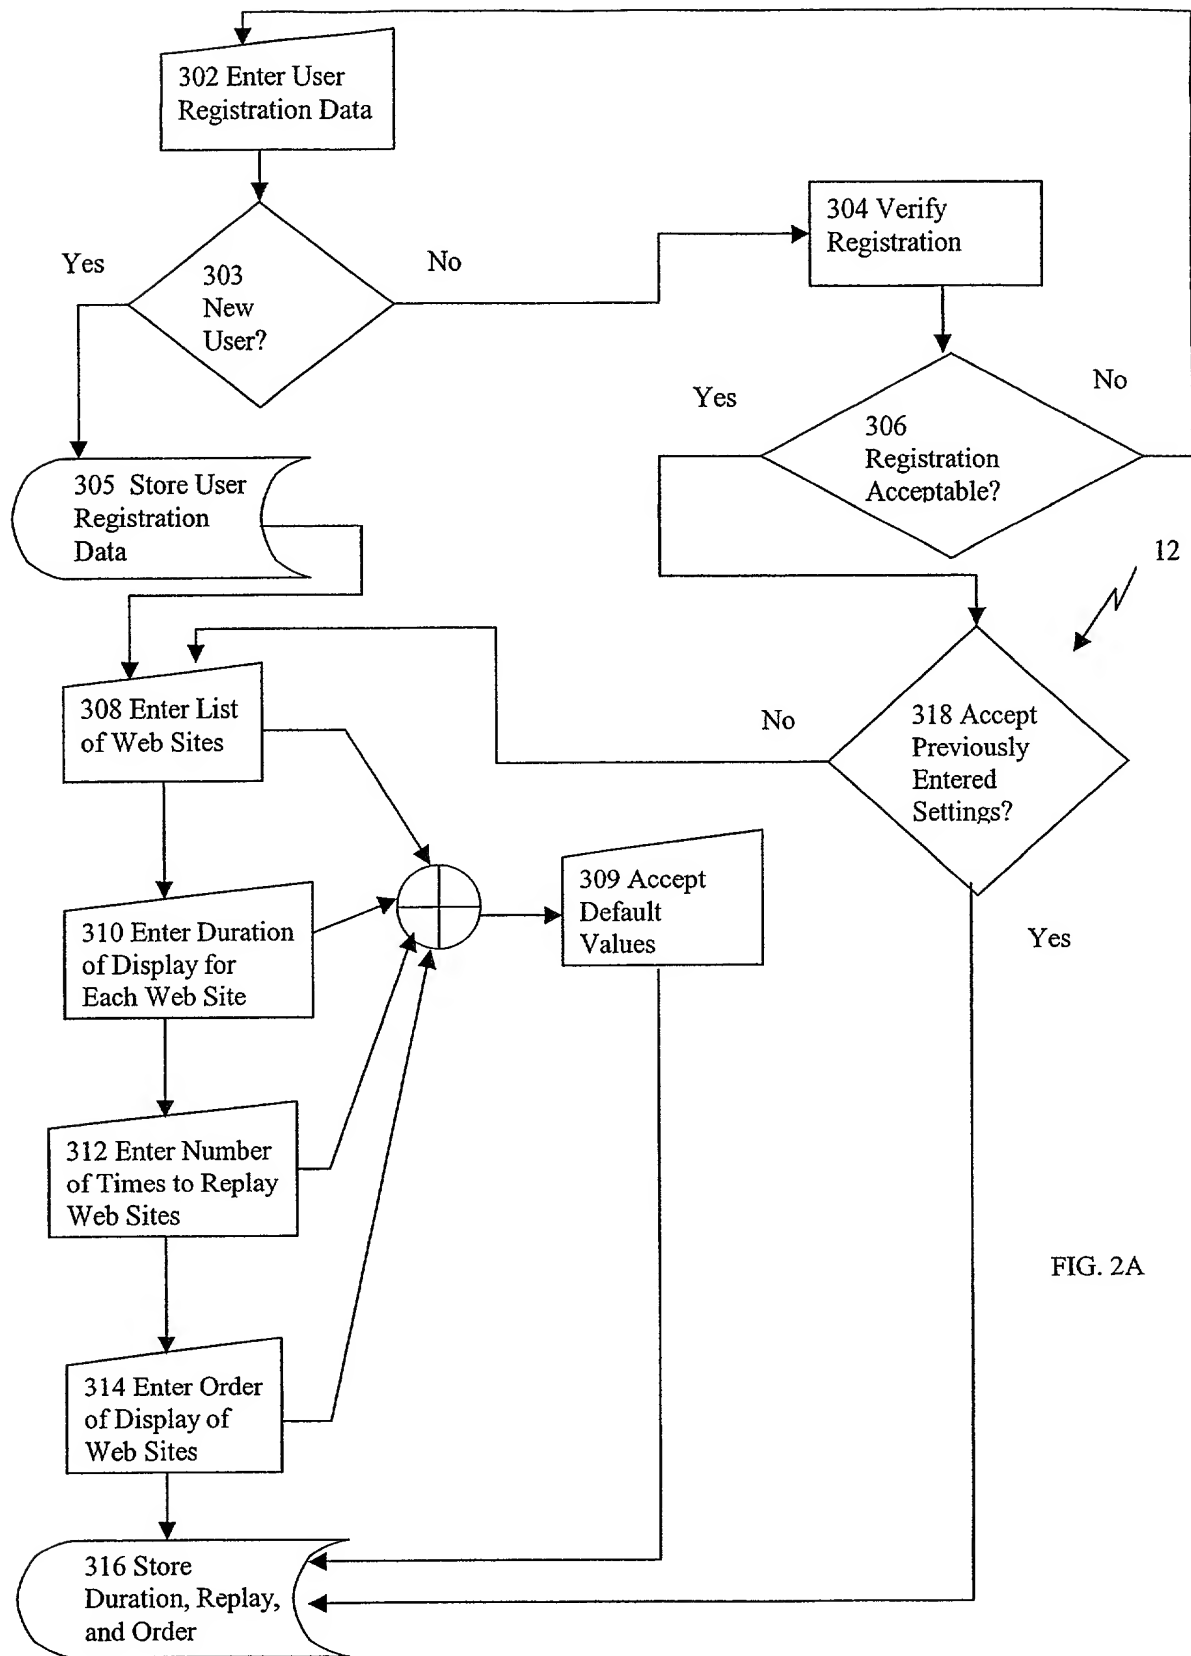 302 Enter User
Registration Data
304 Verify
Registration
Yes
303
New
User?
No
Yes
306
Registration
Acceptable?
No
305 Store User
Registration
Data
12
308 Enter List
of Web Sites
No
318 Accept
Previously
Entered
Settings?
309 Accept
Default
Values
310 Enter Duration
of Display for
Each Web Site
Yes
312 Enter Number
of Times to Replay
Web Sites
FIG. 2A
314 Enter Order
of Display of
Web Sites
316 Store
Duration, Replay,
and Order